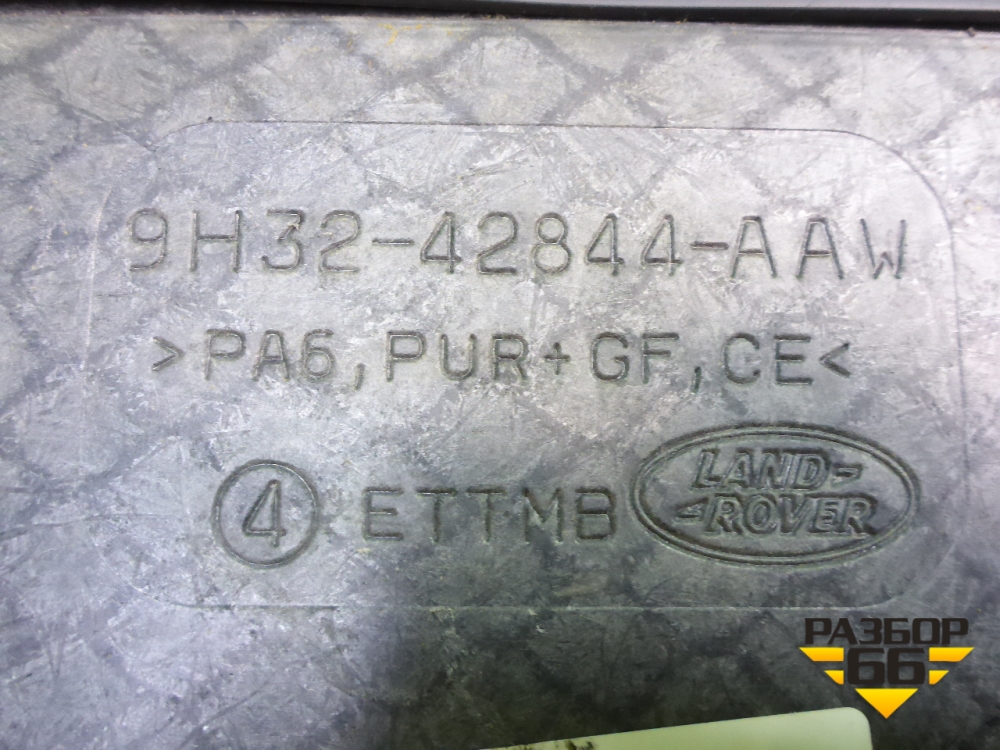 9H32-42844-AAW
>PA6,PUR+GF,CE<
4 ETTMB LAND-
-ROVER
РАЗБОР
66